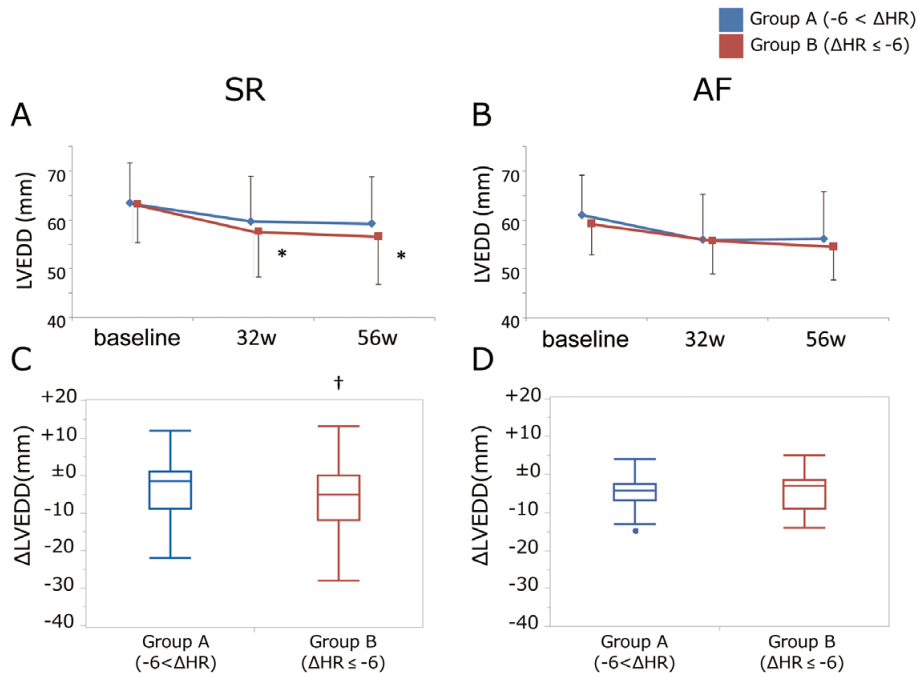 Group A (-6 < ΔHR)
Group B (ΔHR ≤ -6)
SR
AF
A
LVEDD (mm)
70
60
50
40
baseline
32w
56w
*
*
B
LVEDD (mm)
70
60
50
40
baseline
32w
56w
C
†
ΔLVEDD(mm)
+20
+10
±0
-10
-20
-30
-40
Group A
(-6<ΔHR)
Group B
(ΔHR ≤ -6)
D
ΔLVEDD(mm)
+20
+10
±0
-10
-20
-30
-40
Group A
(-6<ΔHR)
Group B
(ΔHR ≤ -6)